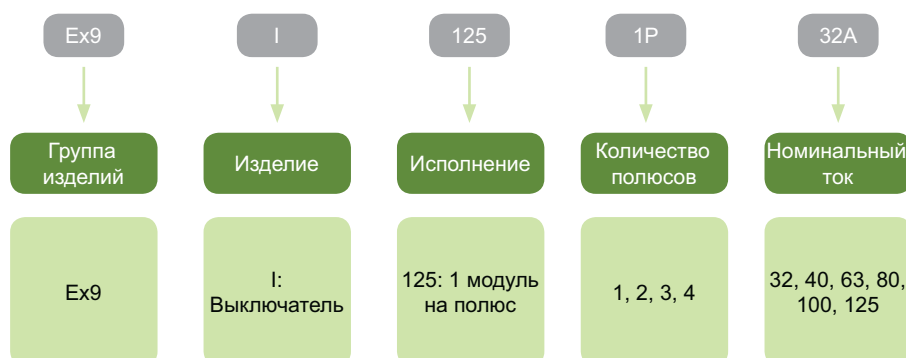 Ex9
I
125
1P
32A
Группа
изделий
Изделие
Исполнение
Количество
полюсов
Номинальный
ток
Ex9
I:
Выключатель
125: 1 модуль
на полюс
1, 2, 3, 4
32, 40, 63, 80,
100, 125